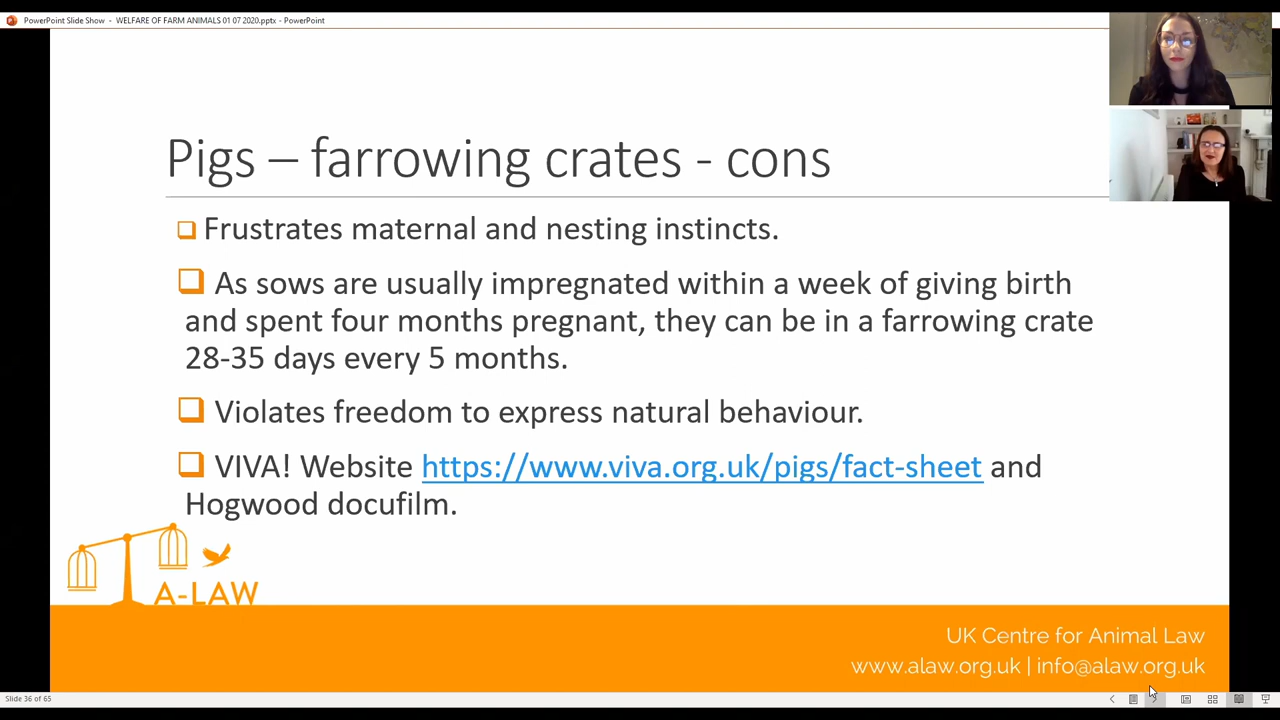 PowerPoint Slide Show - WELFARE OF FARM ANIMALS 01 07 2020.pptx - PowerPoint
Pigs – farrowing crates - cons
Frustrates maternal and nesting instincts.
As sows are usually impregnated within a week of giving birth
and spent four months pregnant, they can be in a farrowing crate
28-35 days every 5 months.
Violates freedom to express natural behaviour.
VIVA! Website https://www.viva.org.uk/pigs/fact-sheet and
Hogwood docufilm.
A-LAW
UK Centre for Animal Law
www.alaw.org.uk | info@alaw.org.uk
Slide 36 of 65